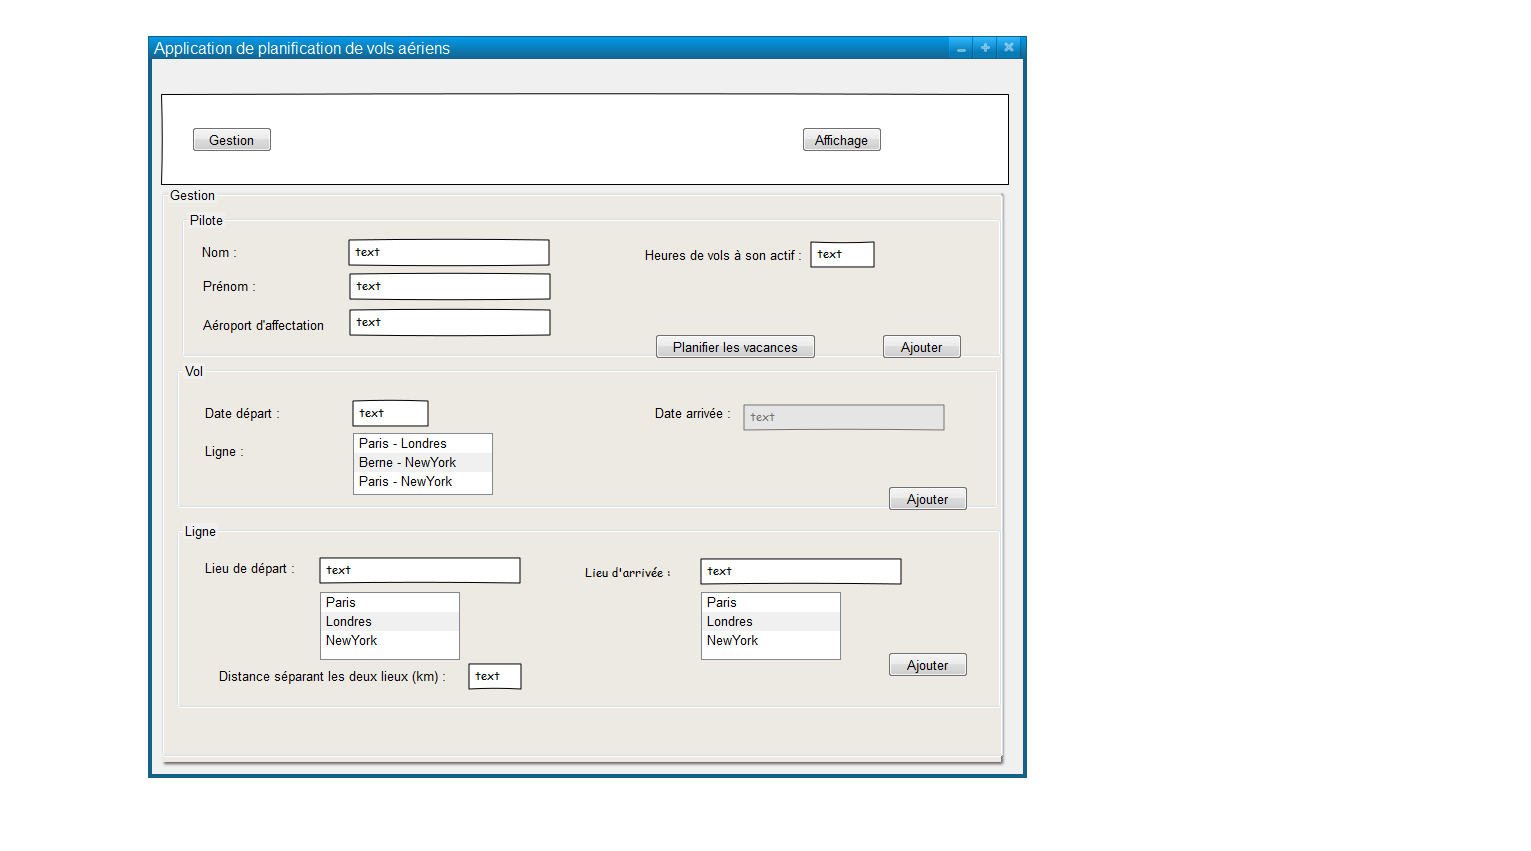 Application de planification de vols aériens
Gestion Affichage
Gestion
Pilote
Nom : text Heures de vols à son actif : text
Prénom : text
Aéroport d'affectation text
Planifier les vacances Ajouter
Vol
Date départ : text Date arrivée : text
Ligne : Paris - Londres
Berne - NewYork
Paris - NewYork
Ajouter
Ligne
Lieu de départ : text Lieu d'arrivée : text
Paris Paris
Londres Londres
NewYork NewYork
Ajouter
Distance séparant les deux lieux (km) : text